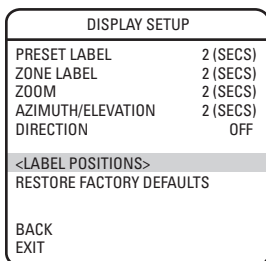 DISPLAY SETUP
PRESET LABEL 2 (SECS)
ZONE LABEL 2 (SECS)
ZOOM 2 (SECS)
AZIMUTH/ELEVATION 2 (SECS)
DIRECTION OFF
<LABEL POSITIONS>
RESTORE FACTORY DEFAULTS
BACK
EXIT